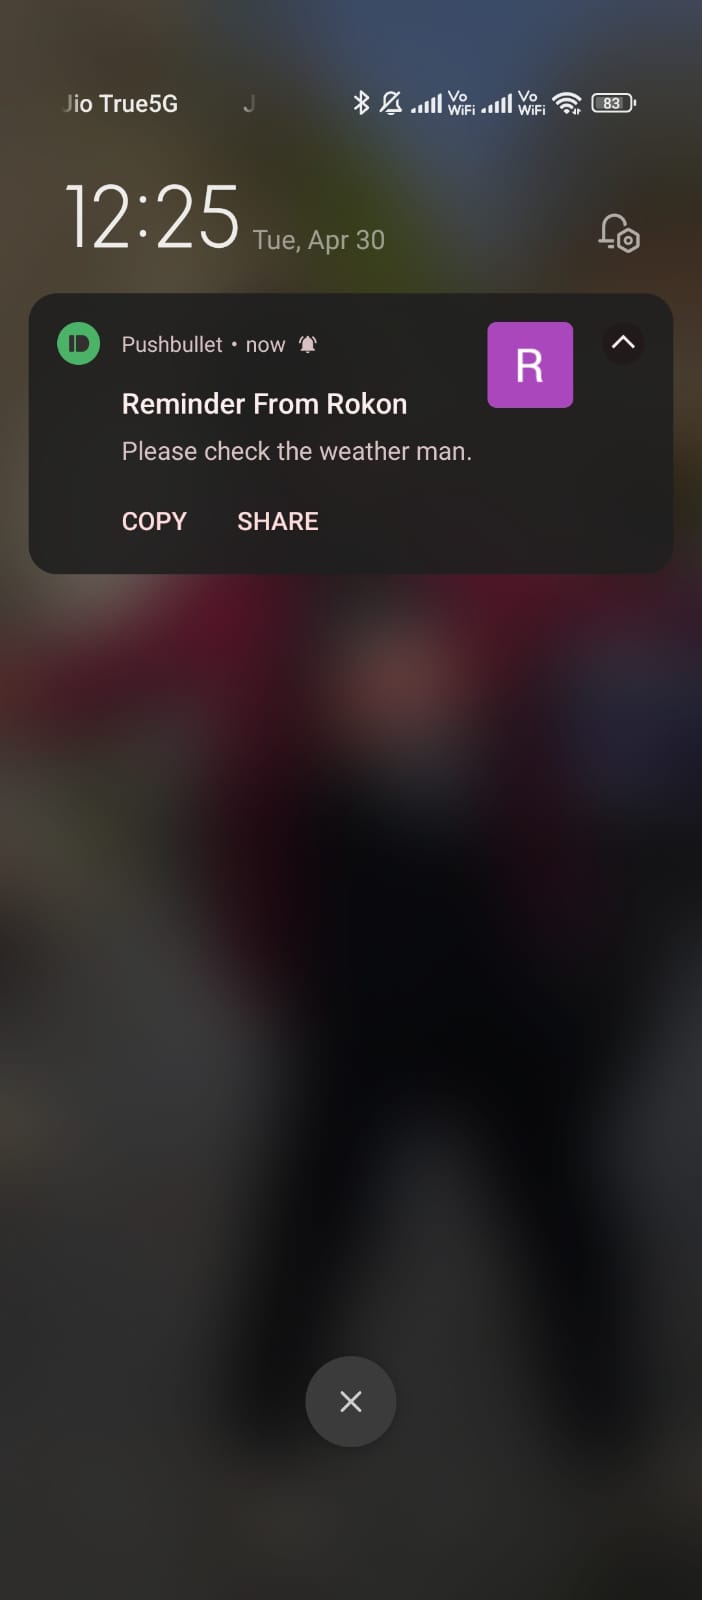 Jio True5G J Vo WiFi Vo WiFi 83
12:25 Tue, Apr 30
Pushbullet • now
R
Reminder From Rokon
Please check the weather man.
COPY SHARE